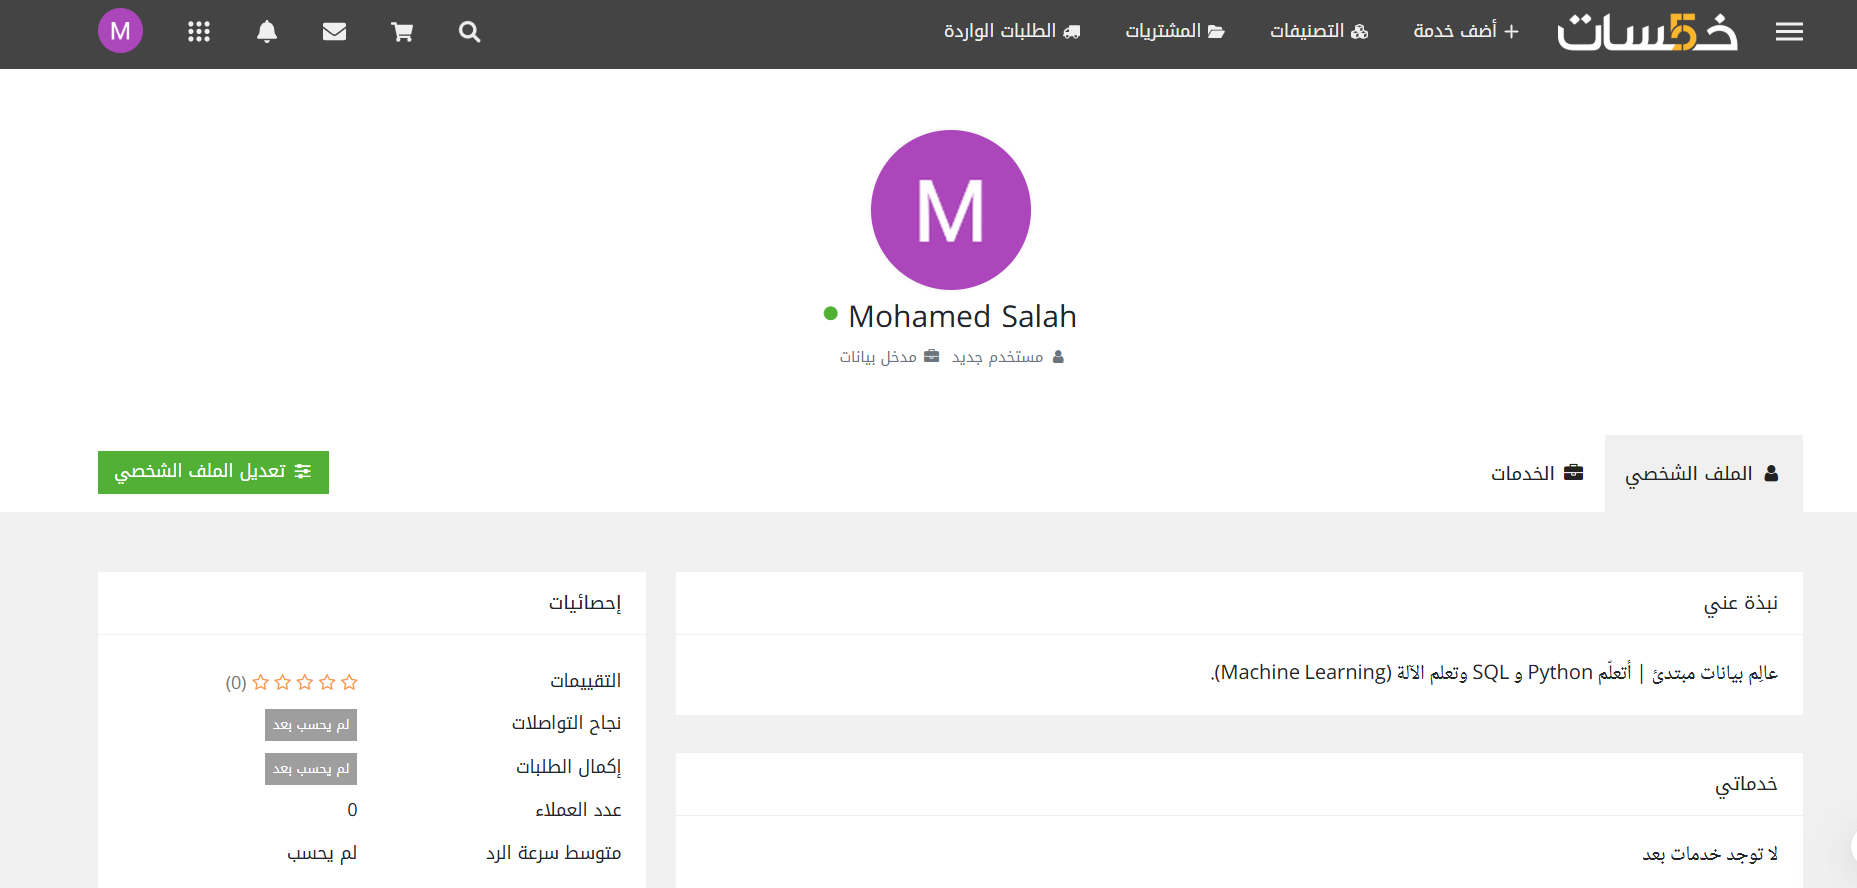 خمسات
أضف خدمة
التصنيفات
المشتريات
الطلبات الواردة
M
M
Mohamed Salah
مستخدم جديد
مدخل بيانات
الملف الشخصي
الخدمات
تعديل الملف الشخصي
نبذة عني
عالِم بيانات مبتدئ | أتعلّم Python و SQL وتعلم الآلة (Machine Learning).
خدماتي
لا توجد خدمات بعد
إحصائيات
التقييمات (0)
نجاح التواصلات لم يحسب بعد
إكمال الطلبات لم يحسب بعد
عدد العملاء 0
متوسط سرعة الرد لم يحسب